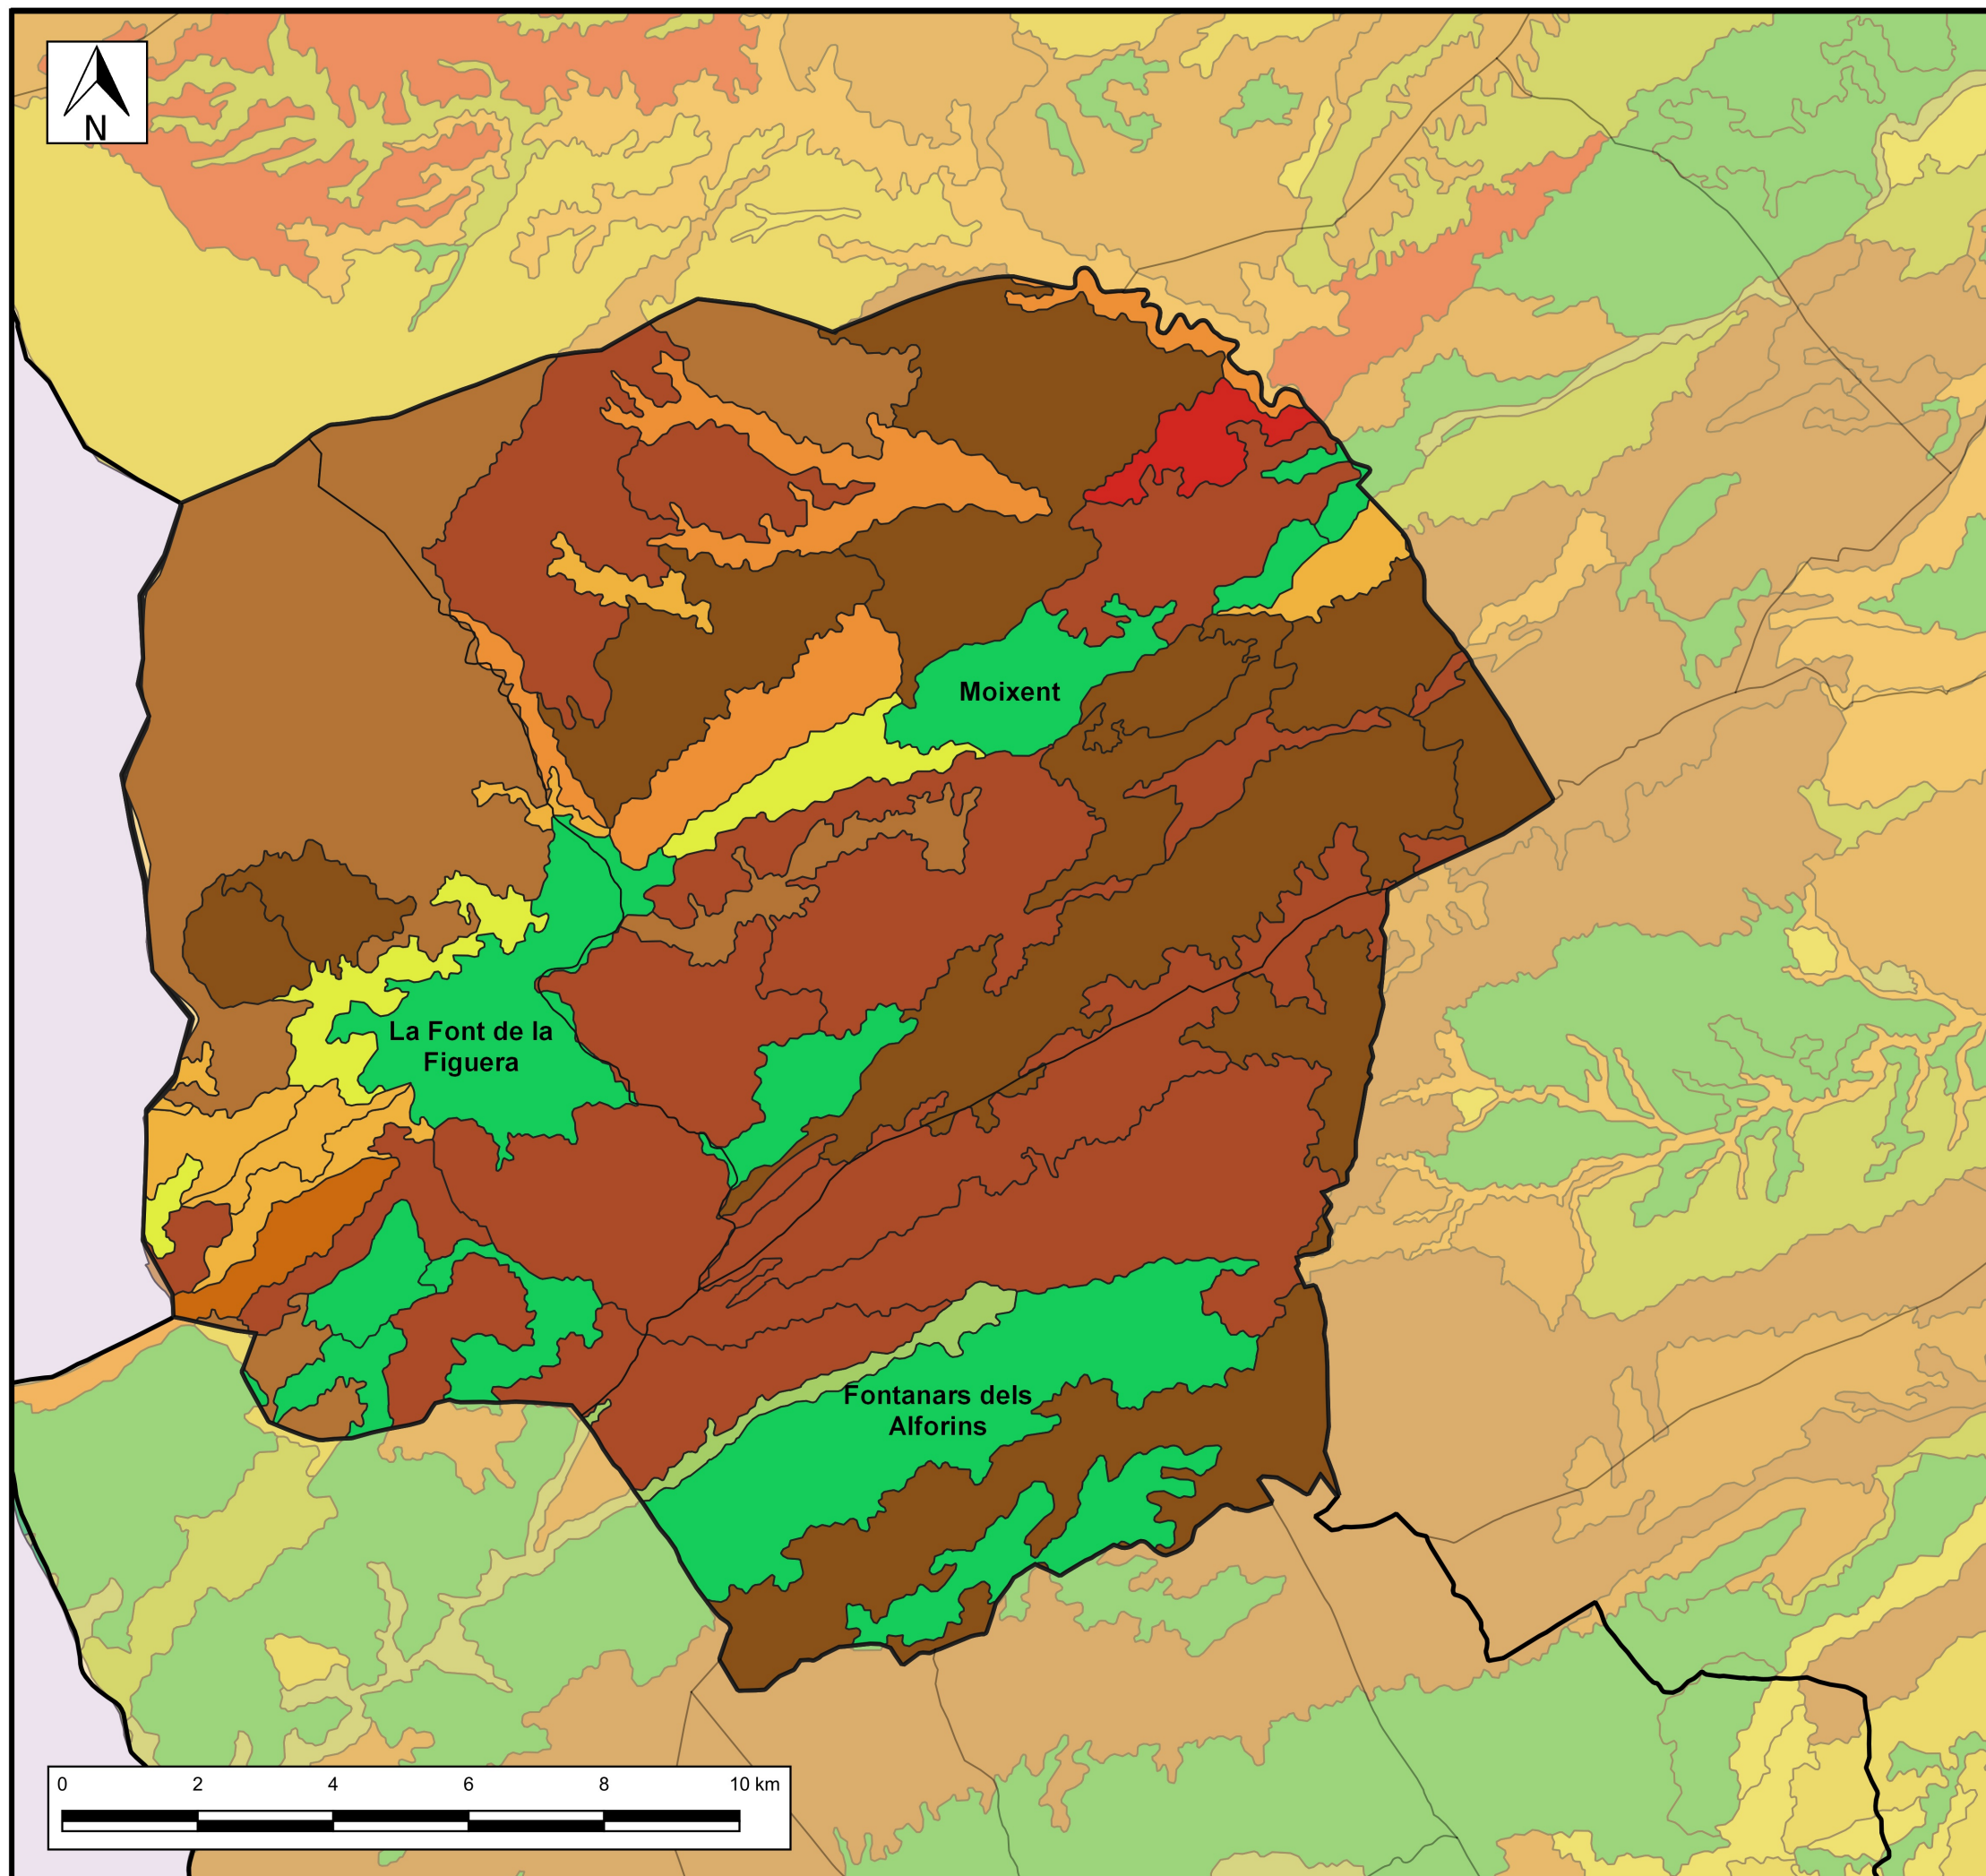 N
Moixent
La Font de la
Figuera
Fontanars dels
Alforins
0 2 4 6 8 10 km